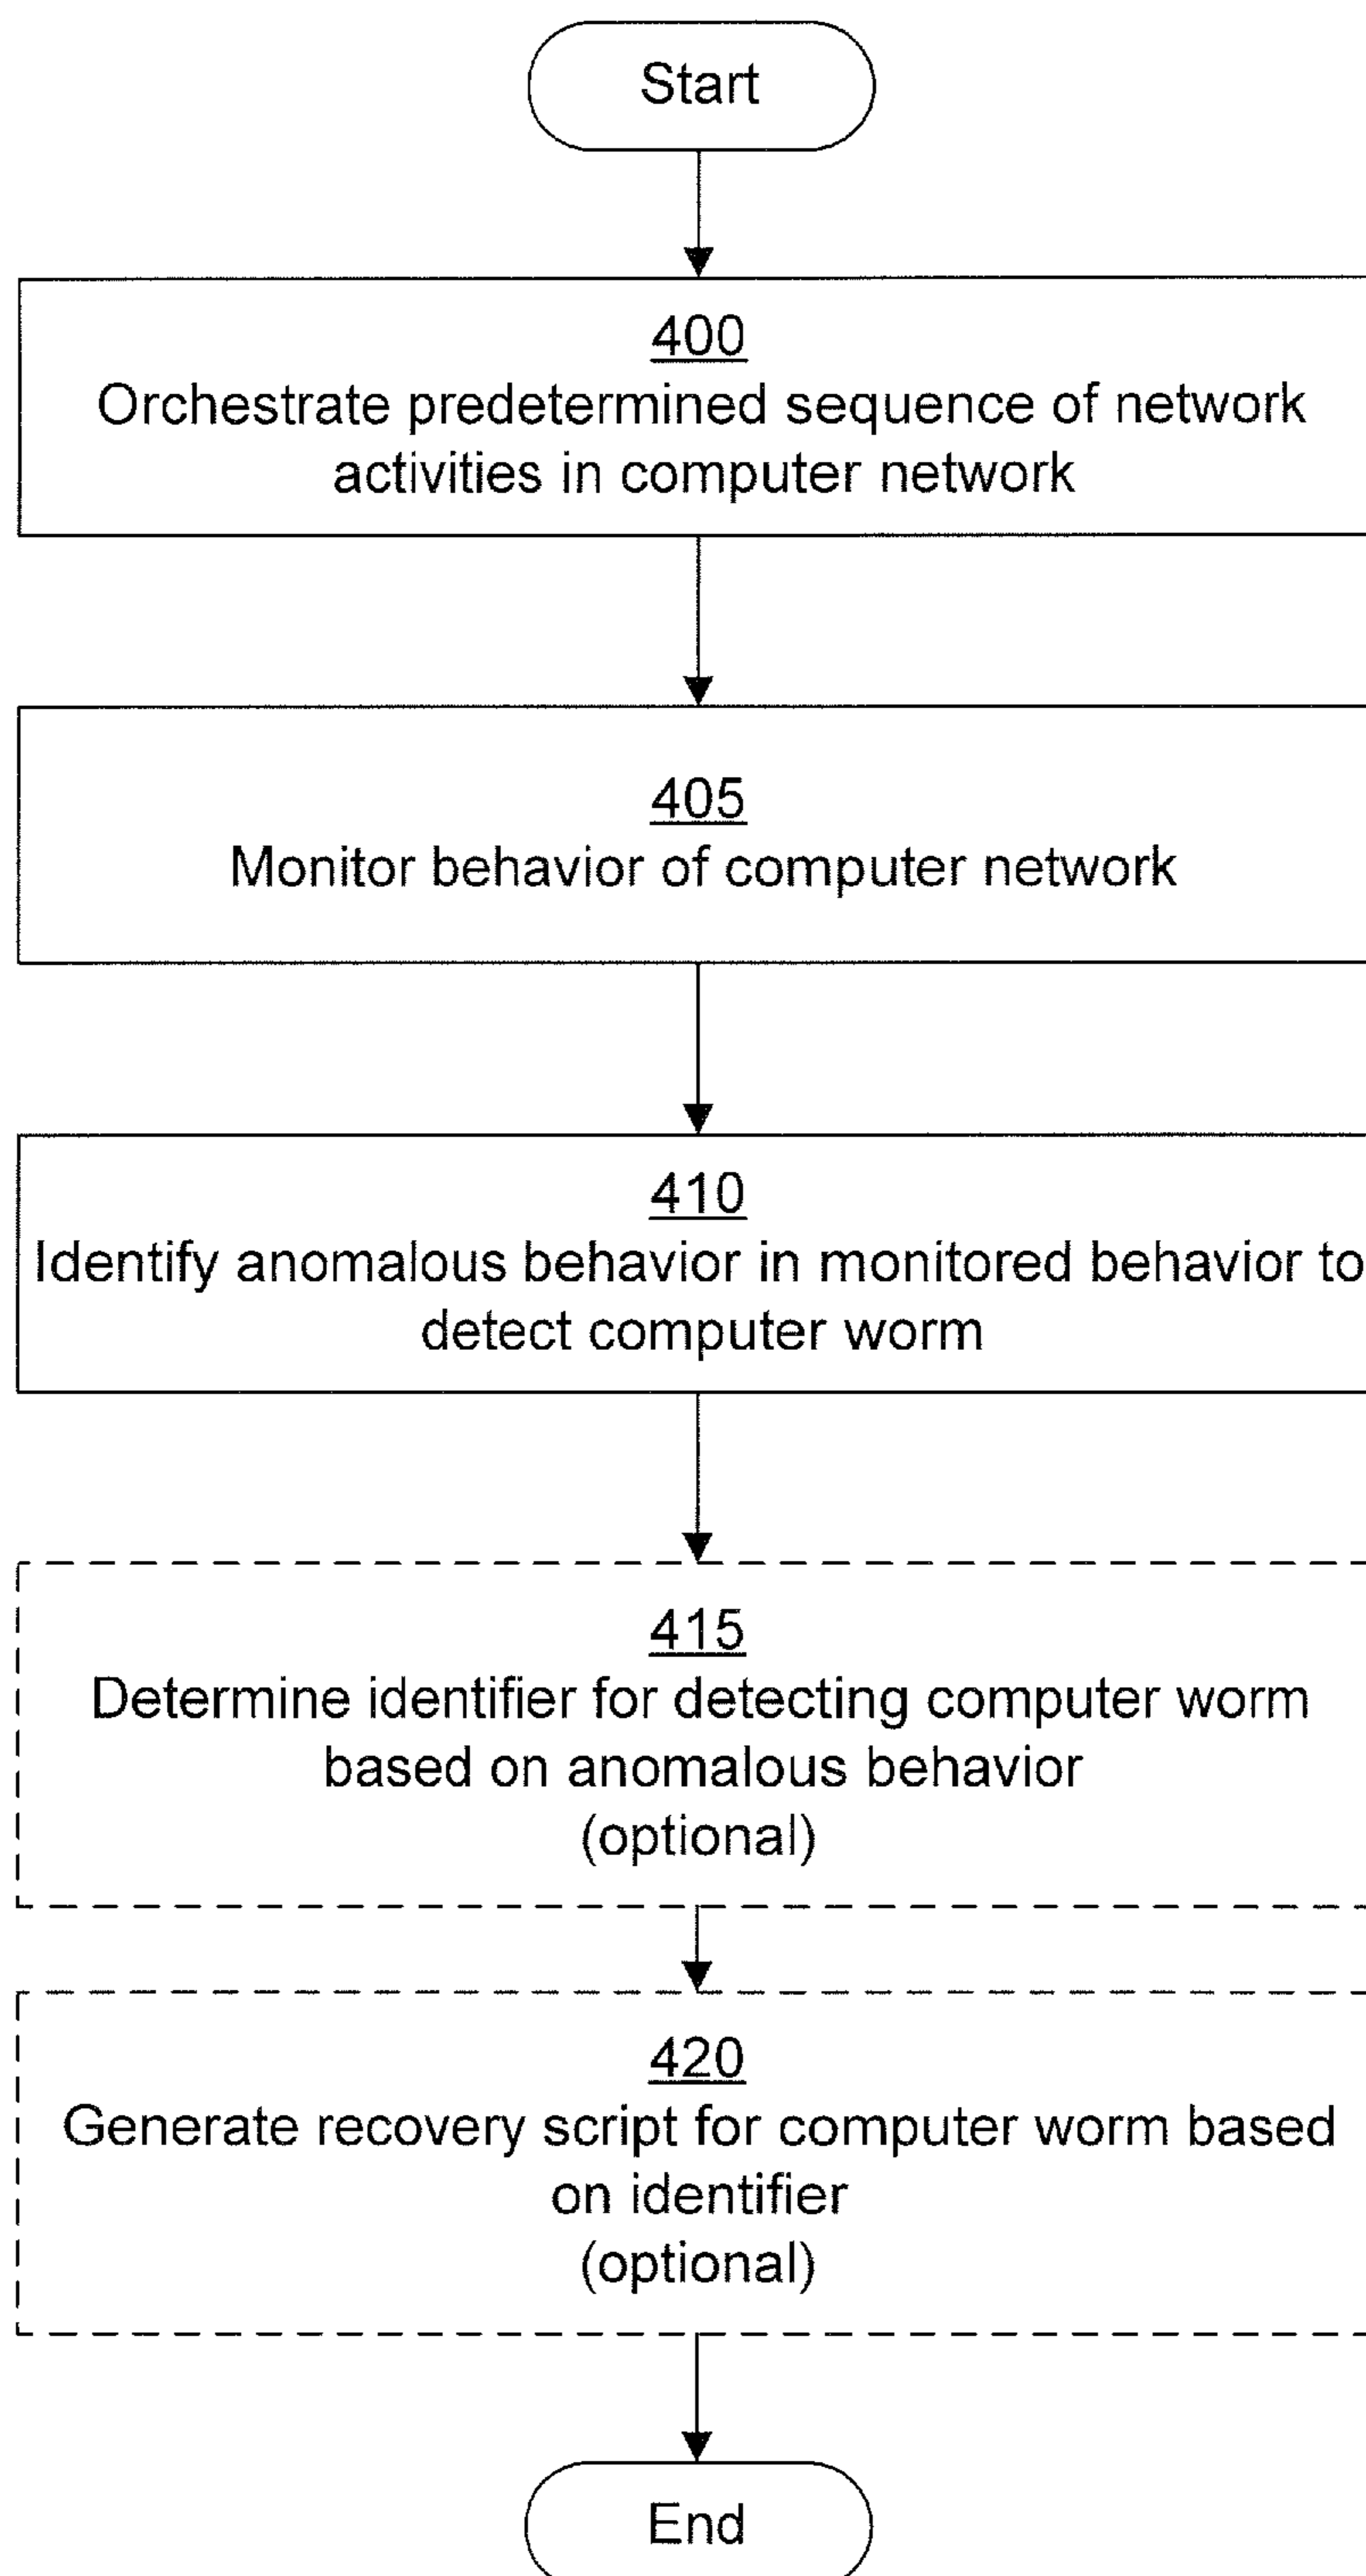 Start
400
Orchestrate predetermined sequence of network
activities in computer network
405
Monitor behavior of computer network
410
Identify anomalous behavior in monitored behavior to
detect computer worm
415
Determine identifier for detecting computer worm
based on anomalous behavior
(optional)
420
Generate recovery script for computer worm based
on identifier
(optional)
End